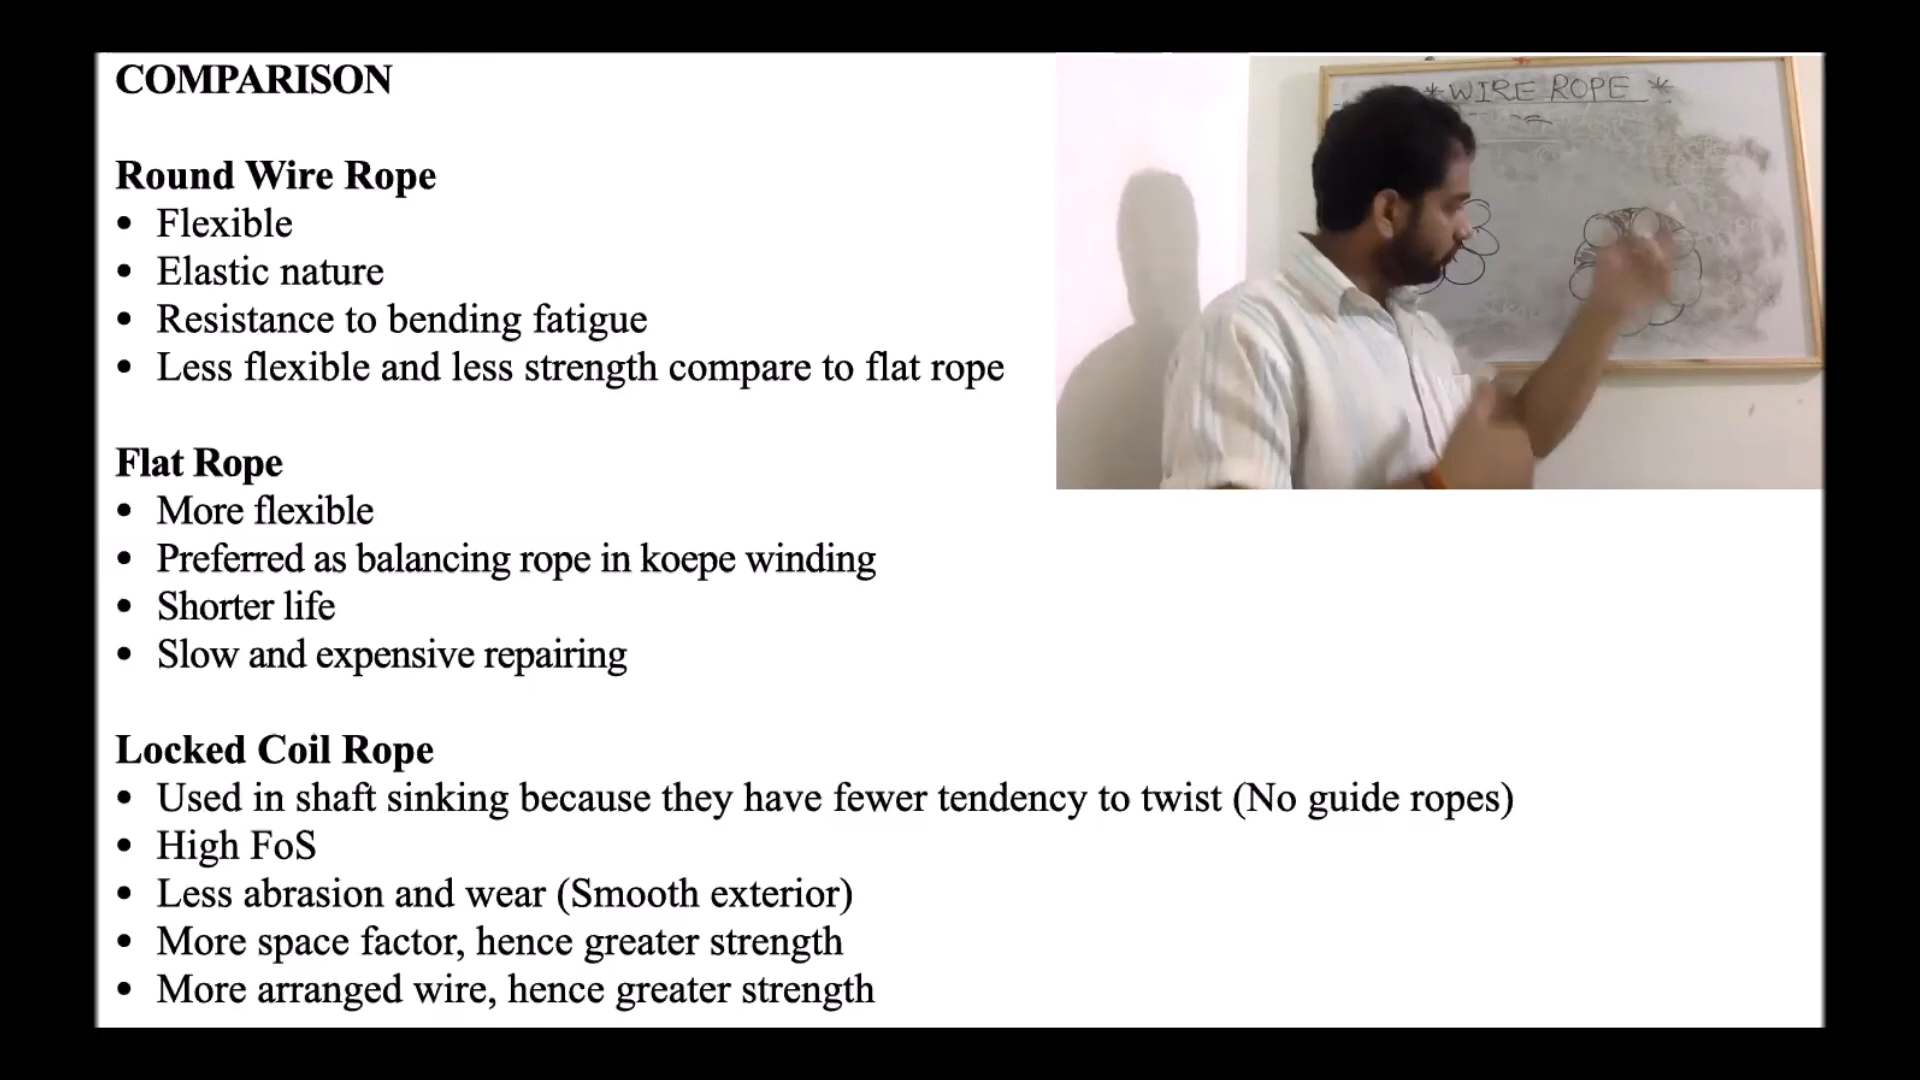 COMPARISON
Round Wire Rope
• Flexible
• Elastic nature
• Resistance to bending fatigue
• Less flexible and less strength compare to flat rope
Flat Rope
• More flexible
• Preferred as balancing rope in koepe winding
• Shorter life
• Slow and expensive repairing
Locked Coil Rope
• Used in shaft sinking because they have fewer tendency to twist (No guide ropes)
• High FoS
• Less abrasion and wear (Smooth exterior)
• More space factor, hence greater strength
• More arranged wire, hence greater strength
* WIRE ROPE *